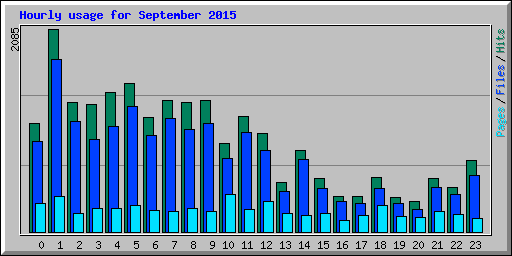 Hourly usage for September 2015
2085
Pages/Files/Hits
0 1 2 3 4 5 6 7 8 9 10 11 12 13 14 15 16 17 18 19 20 21 22 23